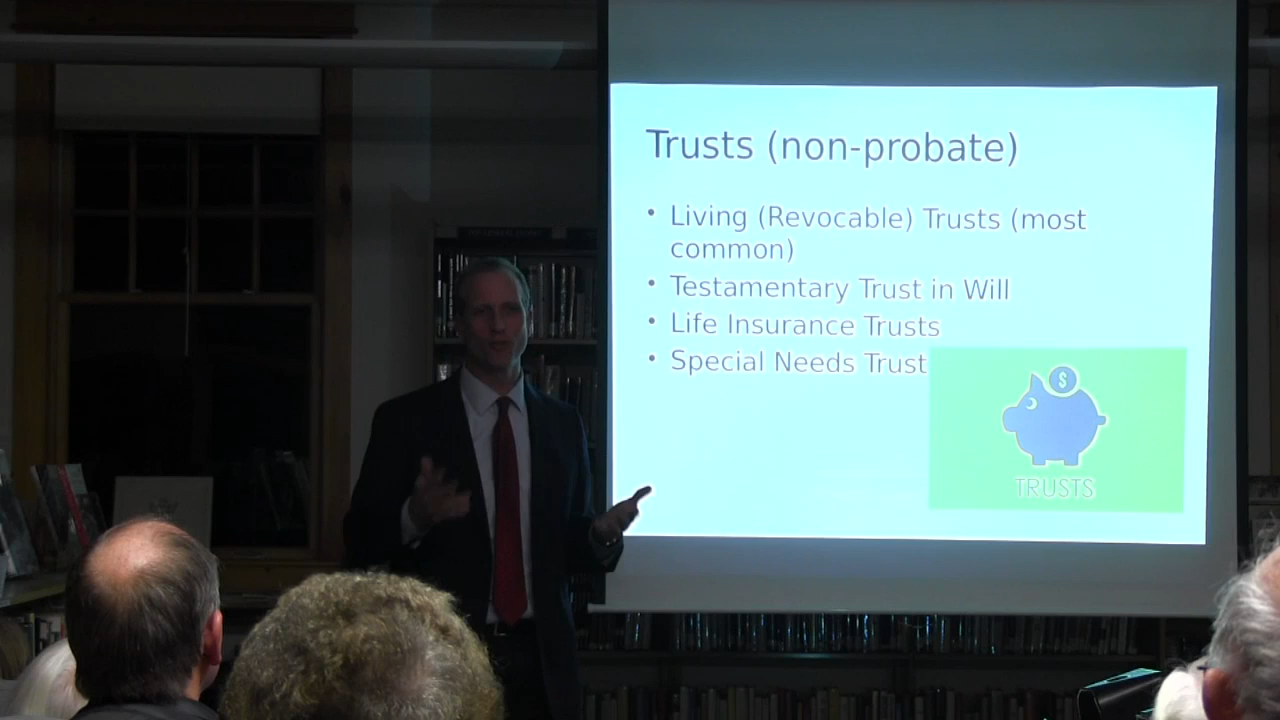 Trusts (non-probate)
• Living (Revocable) Trusts (most
common)
• Testamentary Trust in Will
• Life Insurance Trusts
• Special Needs Trust
$
TRUSTS